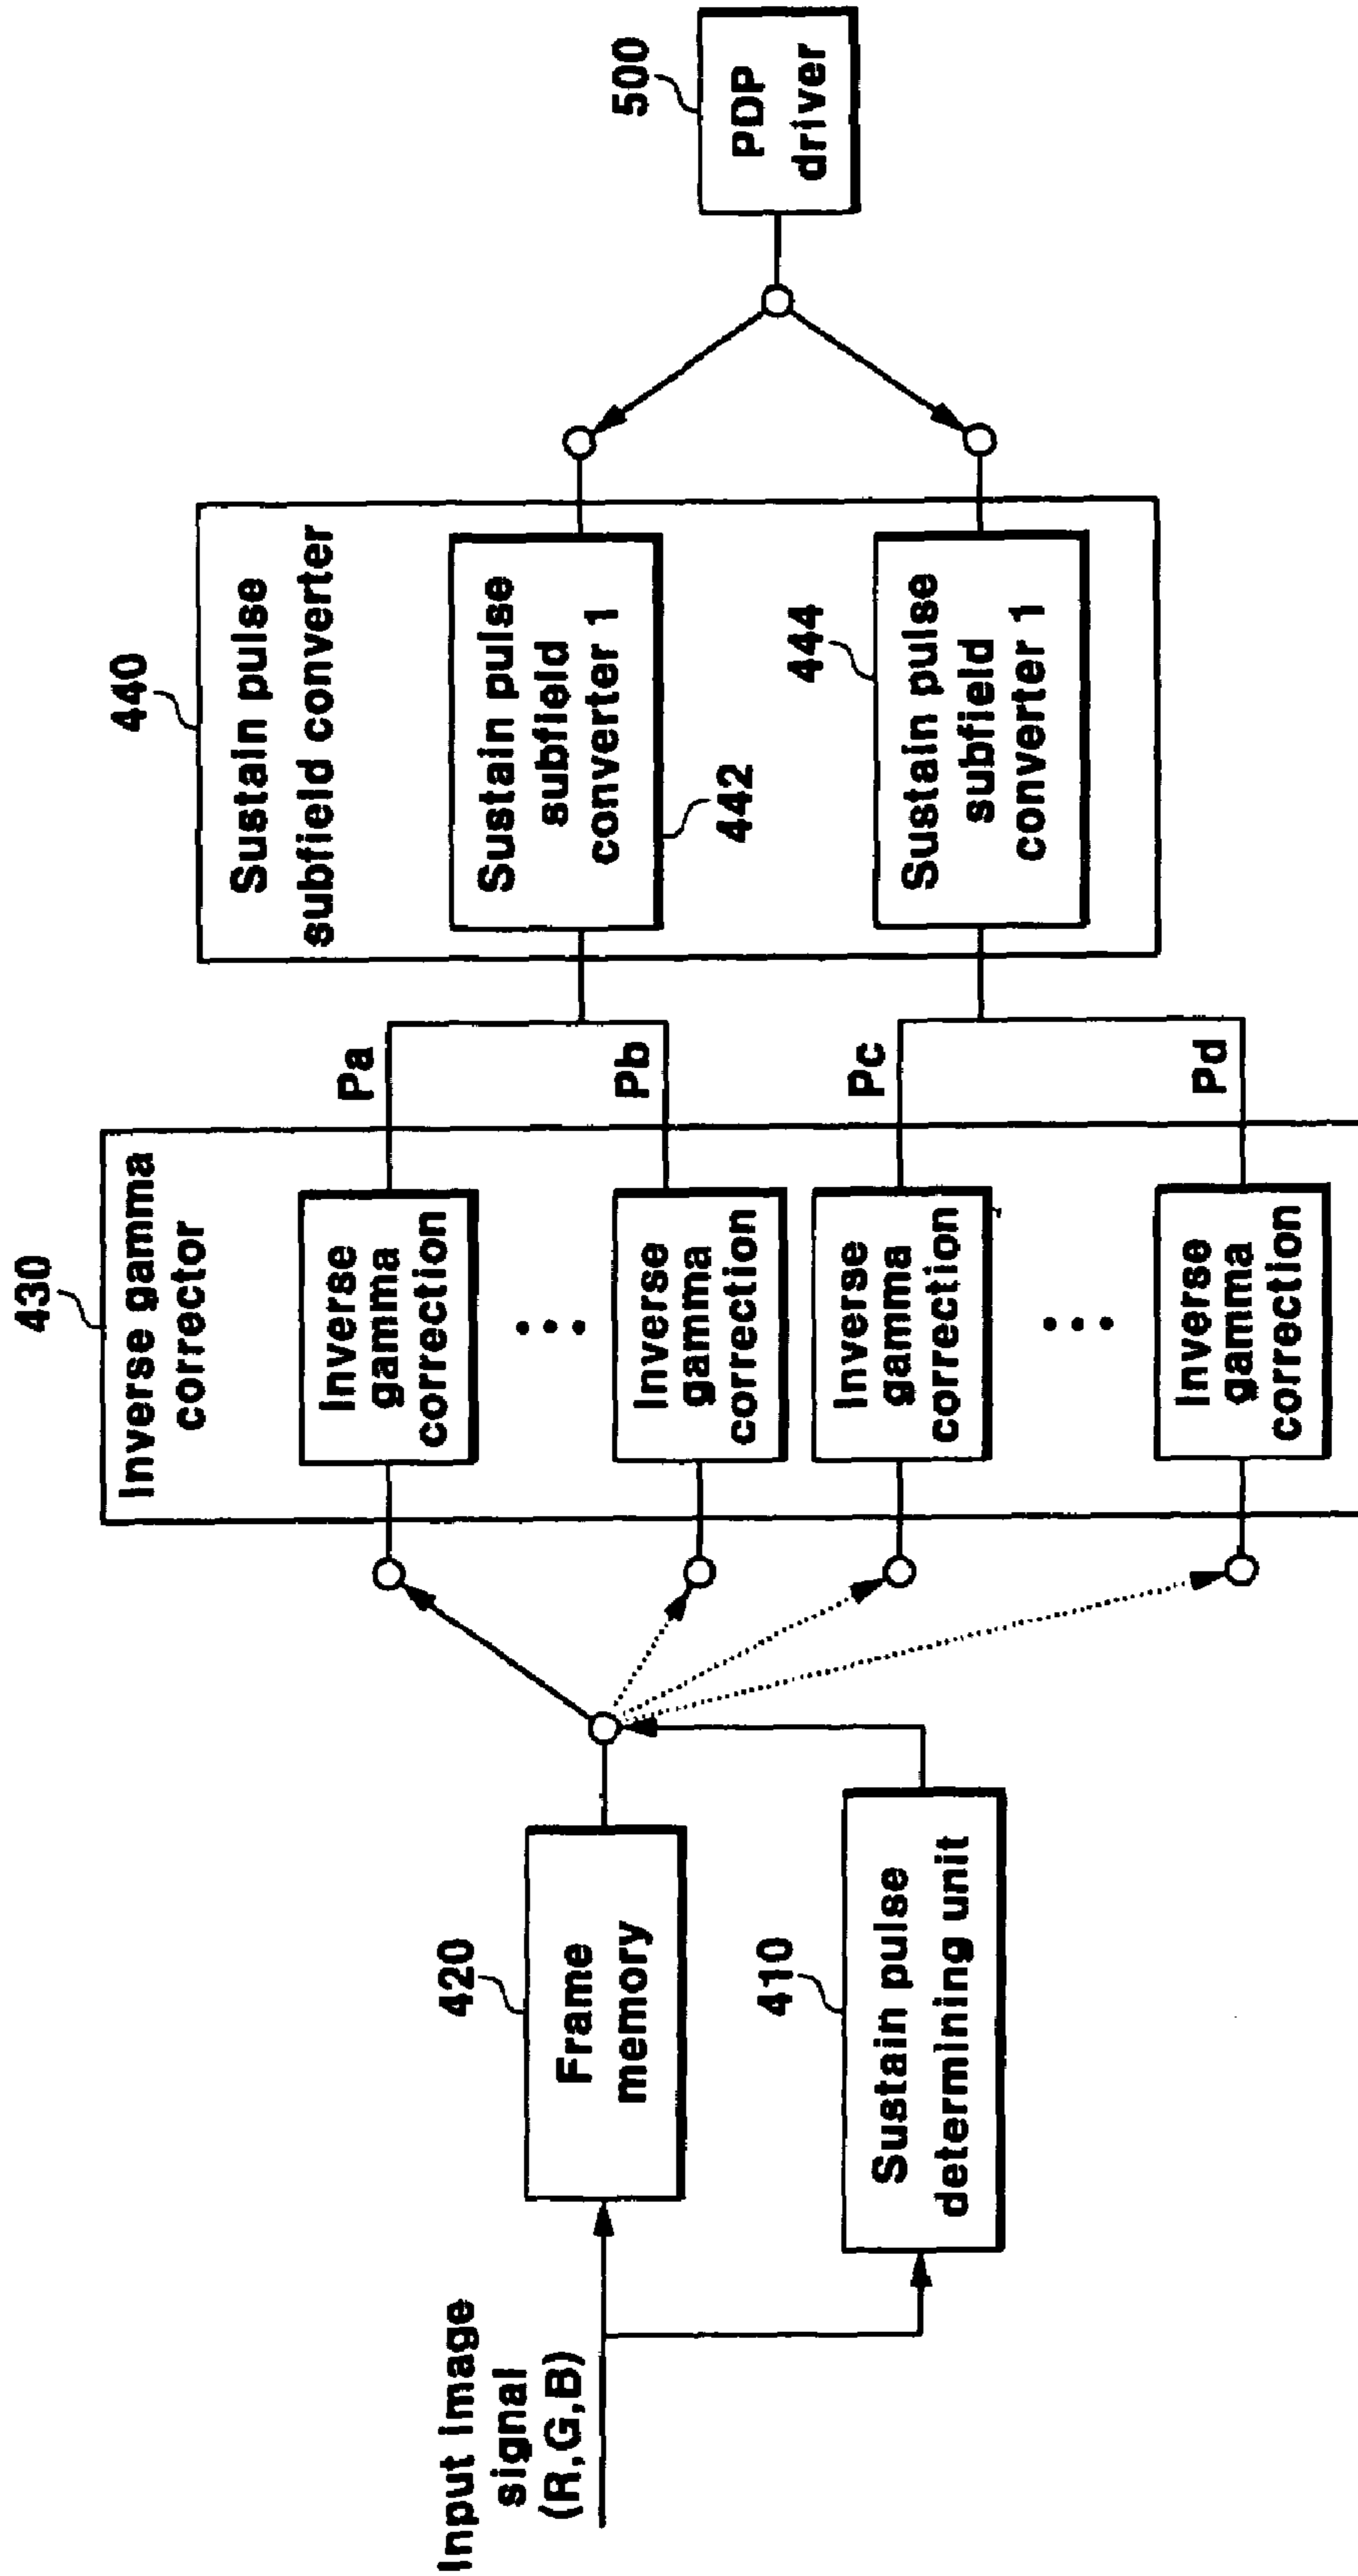 Input image
signal
(R,G,B)
420
Frame
memory
410
Sustain pulse
determining unit
430
Inverse gamma
corrector
Inverse
gamma
correction
• • •
Inverse
gamma
correction
Inverse
gamma
correction
• • •
Inverse
gamma
correction
Pa
Pb
Pc
Pd
440
Sustain pulse
subfield converter
Sustain pulse
subfield
converter 1
442
444
Sustain pulse
subfield
converter 1
500
PDP
driver